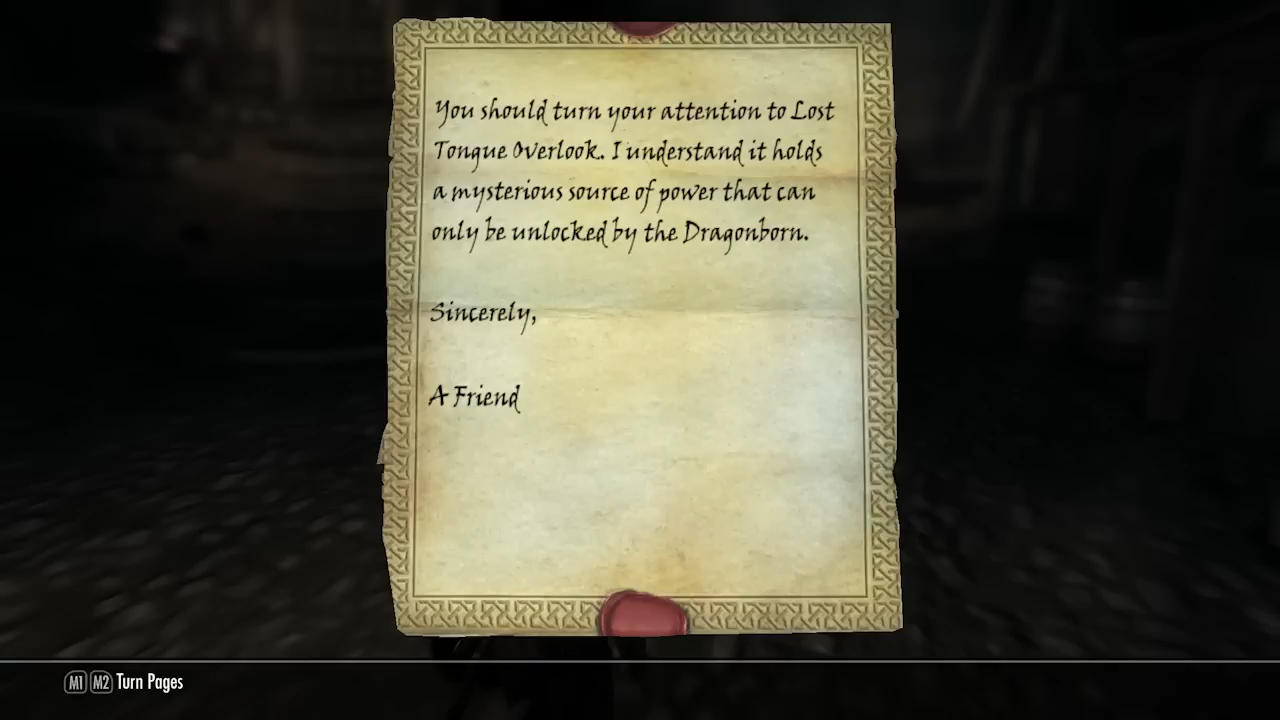 You should turn your attention to Lost
Tongue Overlook. I understand it holds
a mysterious source of power that can
only be unlocked by the Dragonborn.
Sincerely,
A Friend
M1 M2 Turn Pages